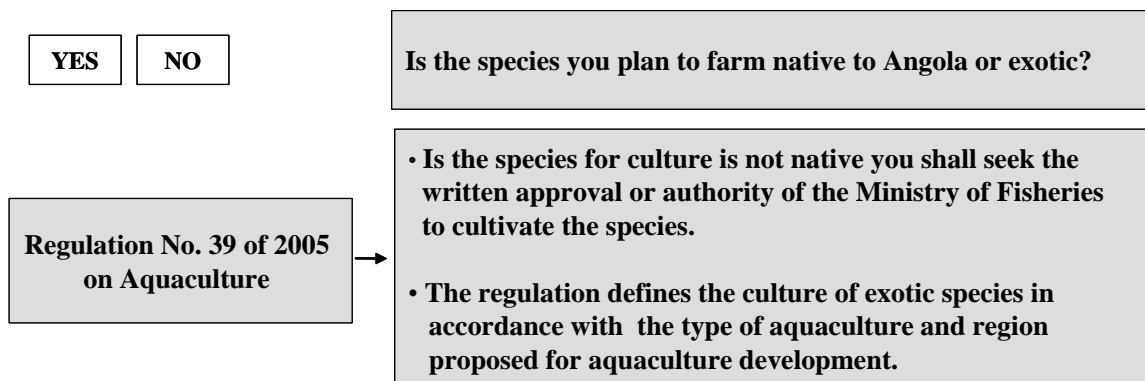 YES
NO
Is the species you plan to farm native to Angola or exotic?
Regulation No. 39 of 2005
on Aquaculture
• Is the species for culture is not native you shall seek the
written approval or authority of the Ministry of Fisheries
to cultivate the species.
• The regulation defines the culture of exotic species in
accordance with the type of aquaculture and region
proposed for aquaculture development.